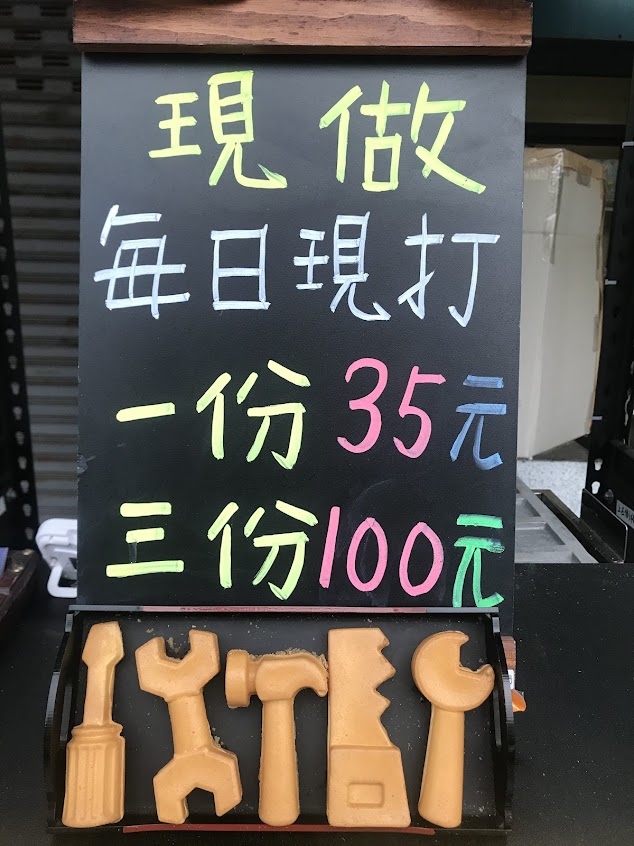 現做
每日現打
一份35元
三份100元